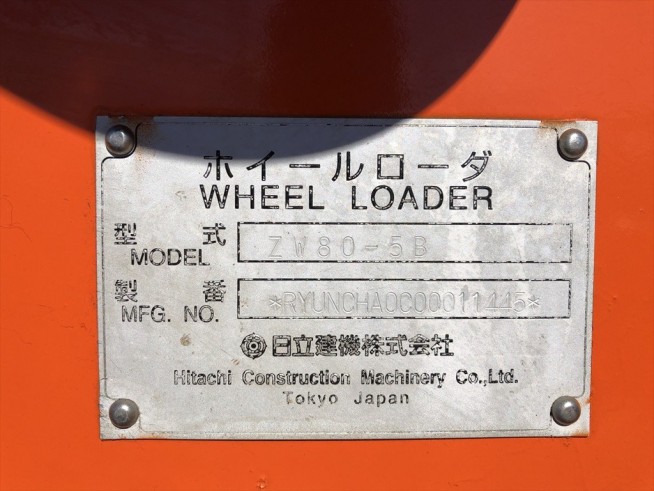 ホイールローダ
WHEEL LOADER
型式 ZW80-5B
MODEL
製番 *RYUNCHA0C00011445*
MFG. NO.
日立建機株式会社
Hitachi Construction Machinery Co.,Ltd.
Tokyo Japan